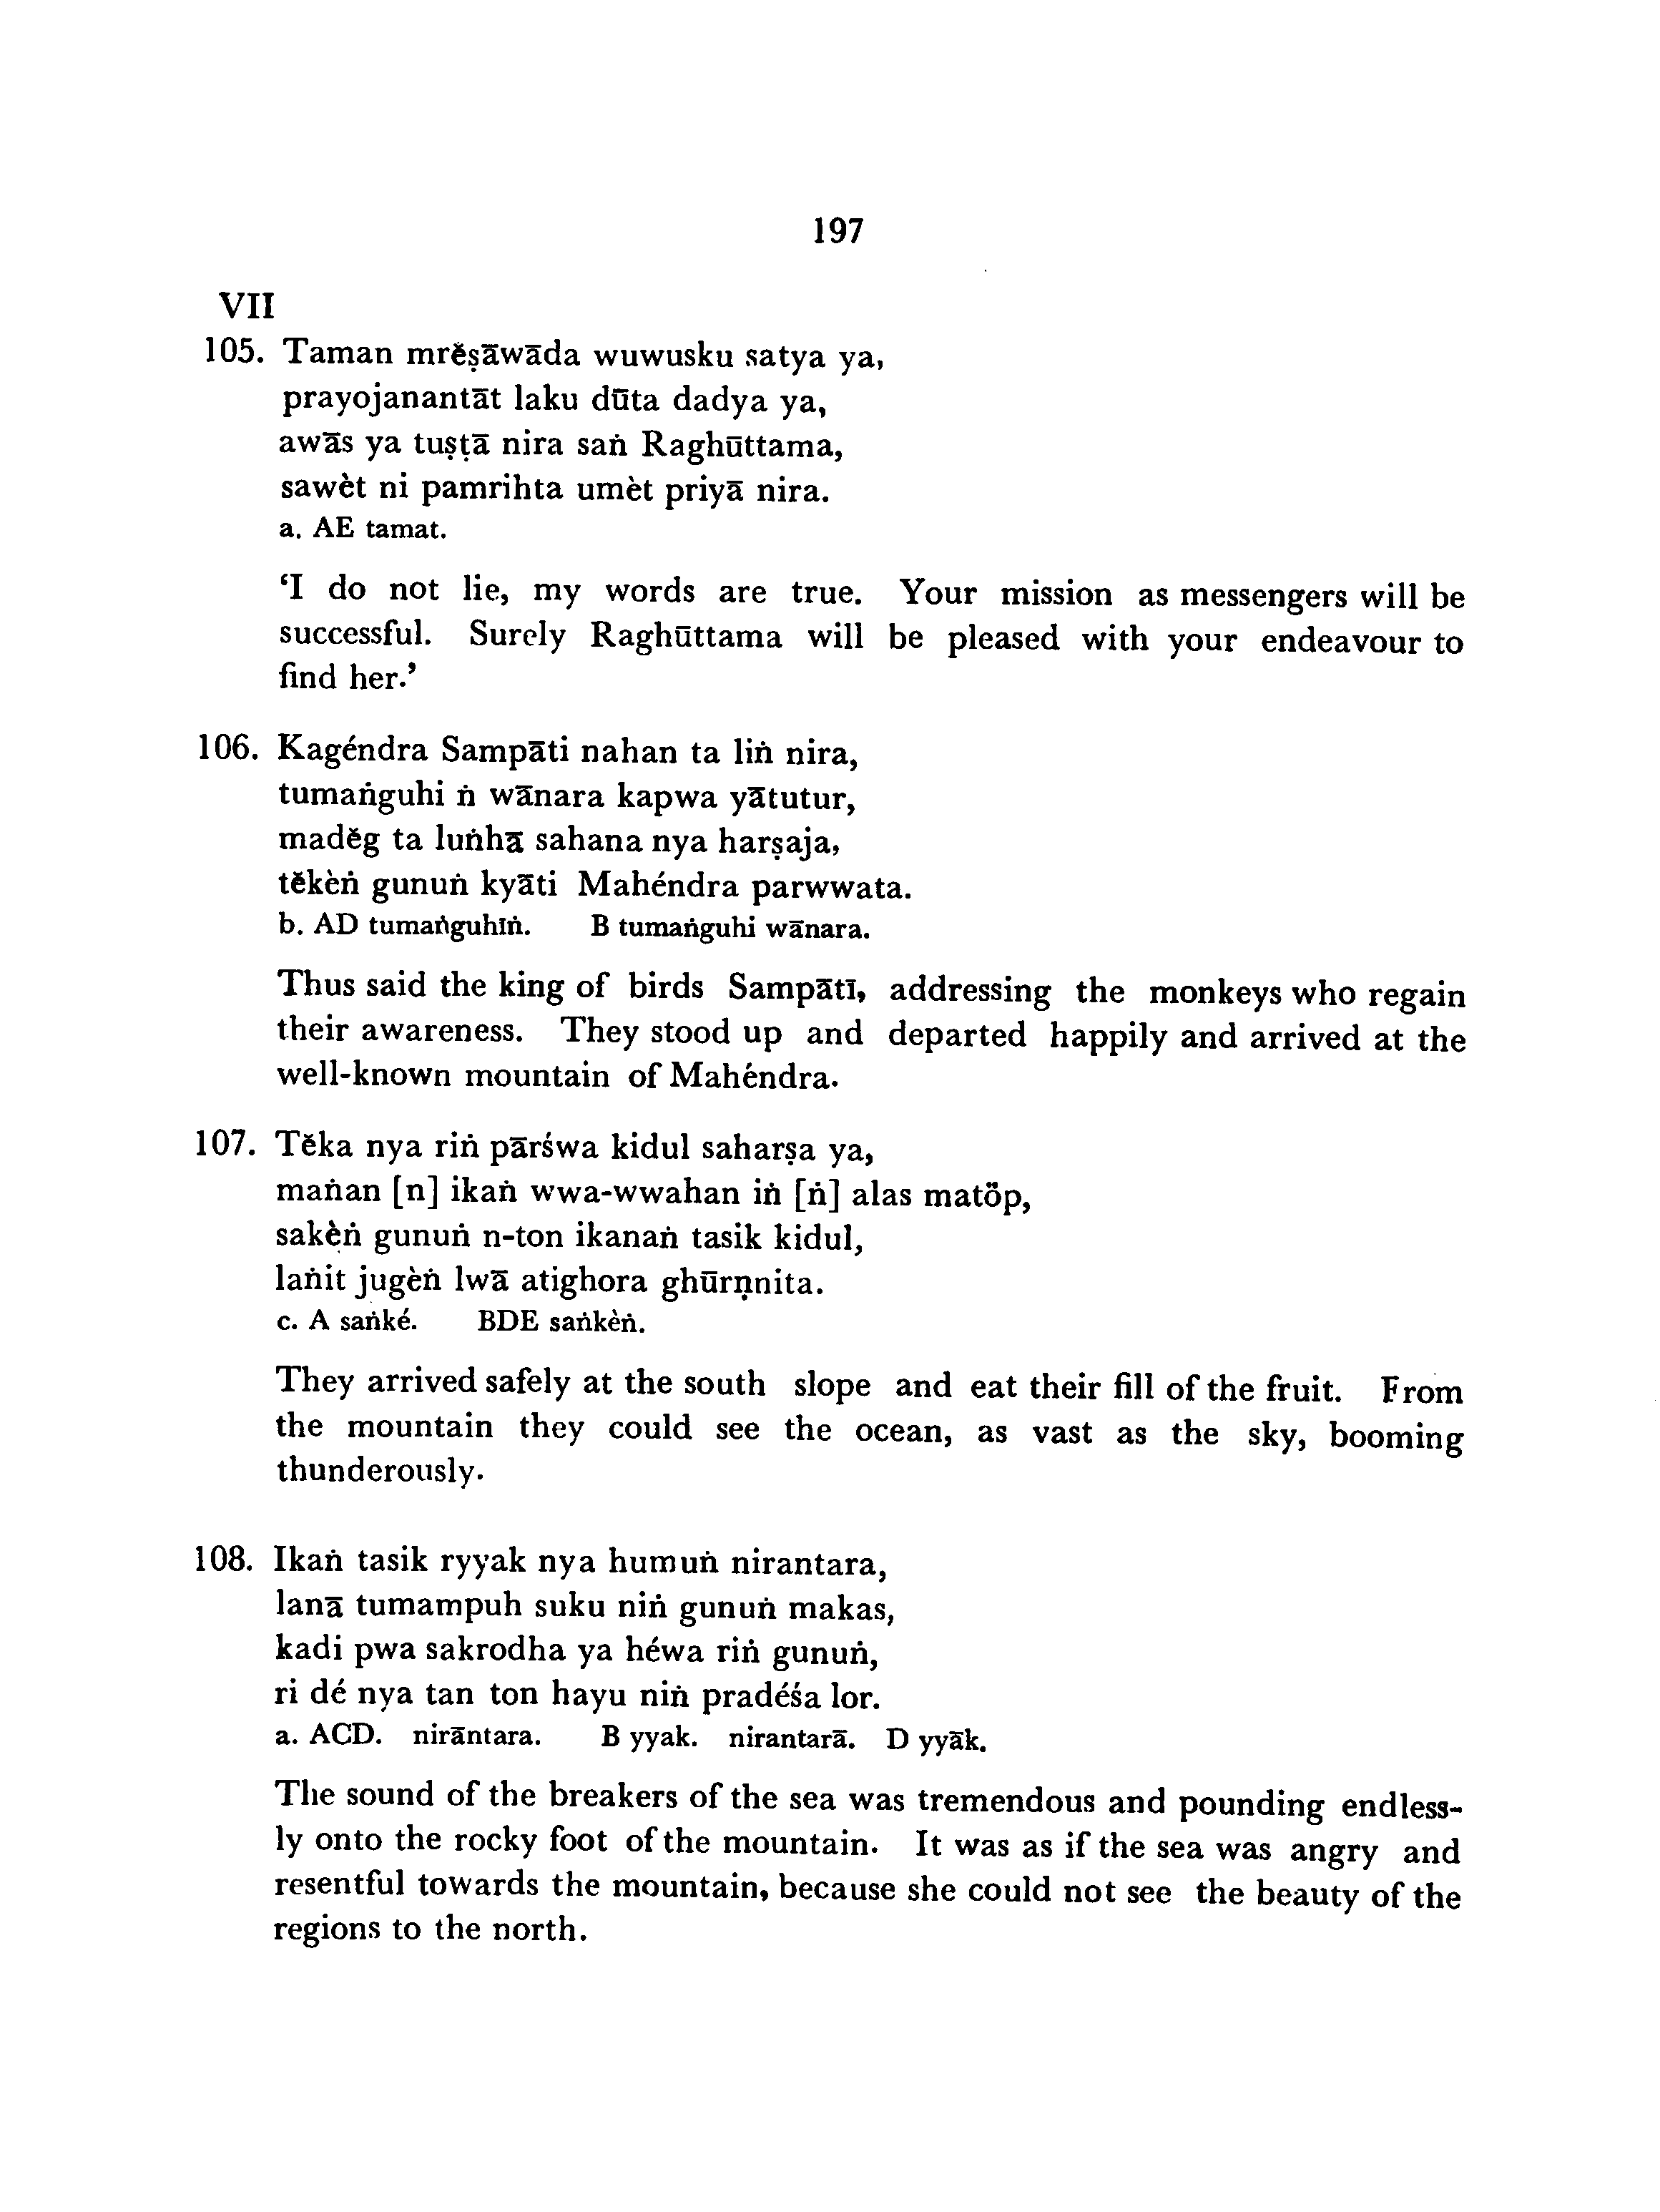 197
VII
105. Taman mrĕṣāwāda wuwusku satya ya,
prayojanantāt laku dūta dadya ya,
awās ya tuṣṭā nira saṅ Raghūttama,
sawèt ni pamrihta umèt priyā nira.
a. AE tamat.
‘I do not lie, my words are true. Your mission as messengers will be
successful. Surely Raghūttama will be pleased with your endeavour to
find her.’
106. Kagéndra Sampāti nahan ta liṅ nira,
tumaṅguhi ṅ wānara kapwa yātutur,
madĕg ta luṅhā sahana nya harṣaja,
tĕkèṅ gunuṅ kyāti Mahéndra parwwata.
b. AD tumaṅguhīṅ. B tumaṅguhi wānara.
Thus said the king of birds Sampātī, addressing the monkeys who regain
their awareness. They stood up and departed happily and arrived at the
well-known mountain of Mahéndra.
107. Tĕka nya riṅ pārśwa kidul saharṣa ya,
maṅan [n] ikaṅ wwa-wwahan iṅ [ṅ] alas matöp,
sakèṅ gunuṅ n-ton ikanaṅ tasik kidul,
laṅit jugèṅ lwā atighora ghūrṇnita.
c. A saṅké. BDE saṅkèṅ.
They arrived safely at the south slope and eat their fill of the fruit. From
the mountain they could see the ocean, as vast as the sky, booming
thunderously.
108. Ikaṅ tasik ryyak nya humuṅ nirantara,
lanā tumampuh suku niṅ gunuṅ makas,
kadi pwa sakrodha ya héwa riṅ gunuṅ,
ri dé nya tan ton hayu niṅ pradéśa lor.
a. ACD. nirāntara. B yyak. nirantarā. D yyāk.
The sound of the breakers of the sea was tremendous and pounding endless-
ly onto the rocky foot of the mountain. It was as if the sea was angry and
resentful towards the mountain, because she could not see the beauty of the
regions to the north.